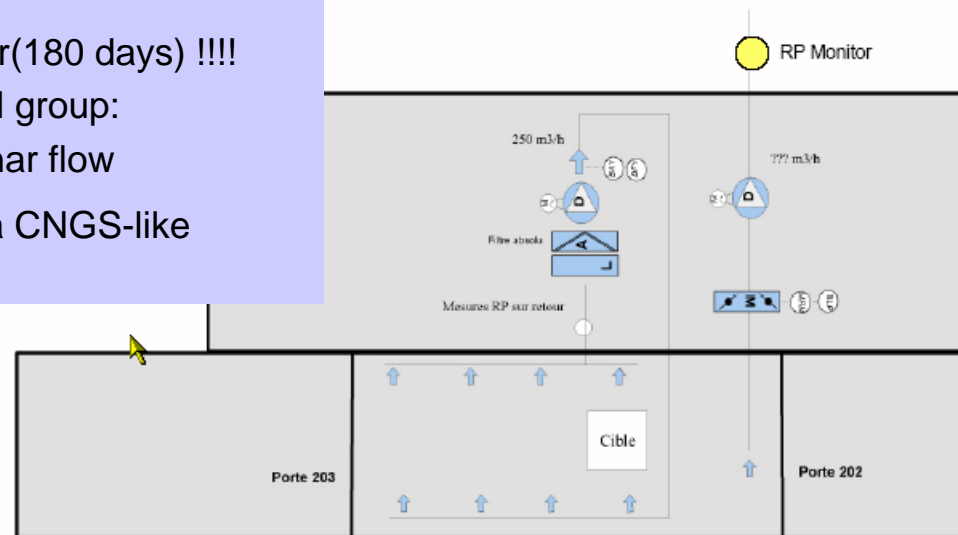 r(180 days) !!!!
group:
ar flow
CNGS-like
RP Monitor
250 m3/h
??? m3/h
D
D
Filtre absolu
A
L
Mesures RP sur retour
M
Cible
Porte 203
Porte 202